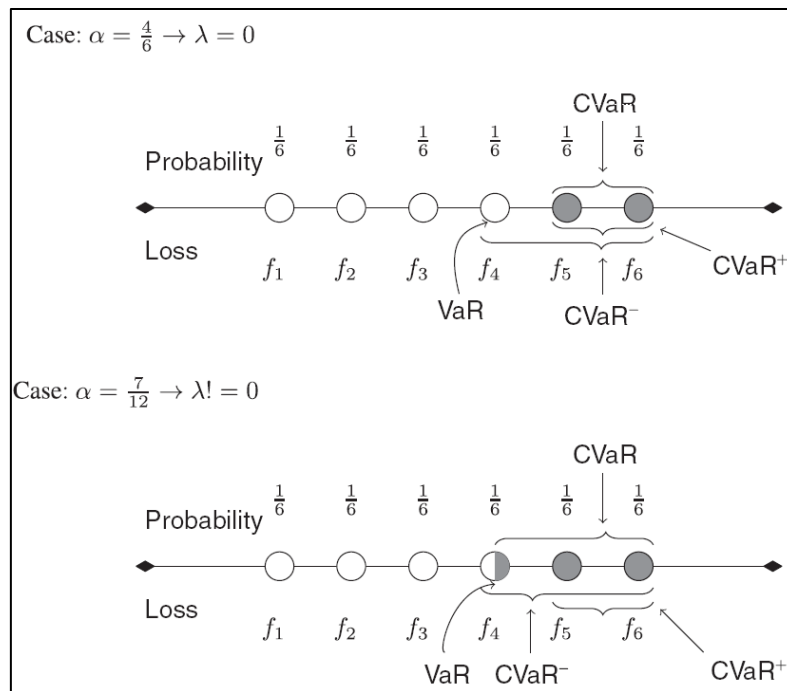 Case: α = 4/6 → λ = 0
CVaR
1/6 1/6 1/6 1/6 1/6 1/6
Probability
Loss
f₁ f₂ f₃ f₄ f₅ f₆
CVaR⁺
VaR
CVaR⁻
Case: α = 7/12 → λ! = 0
CVaR
1/6 1/6 1/6 1/6 1/6 1/6
Probability
Loss
f₁ f₂ f₃ f₄ f₅ f₆
VaR CVaR⁻ CVaR⁺